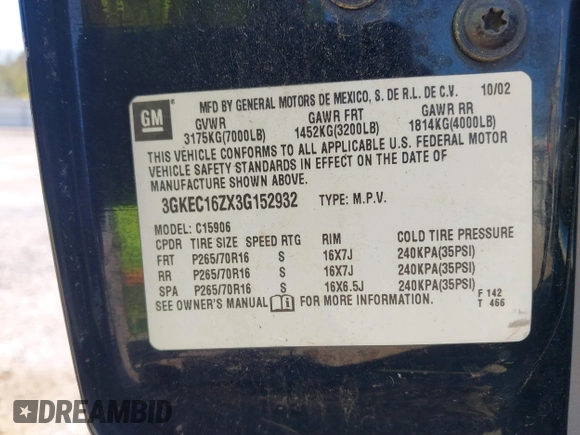 GM
MFD BY GENERAL MOTORS DE MEXICO, S. DE R.L. DE C.V. 10/02
GVWR GAWR FRT GAWR RR
3175KG(7000LB) 1452KG(3200LB) 1814KG(4000LB)
THIS VEHICLE CONFORMS TO ALL APPLICABLE U.S. FEDERAL MOTOR
VEHICLE SAFETY STANDARDS IN EFFECT ON THE DATE OF
MANUFACTURE SHOWN ABOVE.
3GKEC16ZX3G152932 TYPE: M.P.V.
MODEL: C15906
CPDR TIRE SIZE SPEED RTG RIM COLD TIRE PRESSURE
FRT P265/70R16 S 16X7J 240KPA(35PSI)
RR P265/70R16 S 16X7J 240KPA(35PSI)
SPA P265/70R16 S 16X6.5J 240KPA(35PSI)
SEE OWNER'S MANUAL FOR MORE INFORMATION. F 142
T 466
DREAMBID